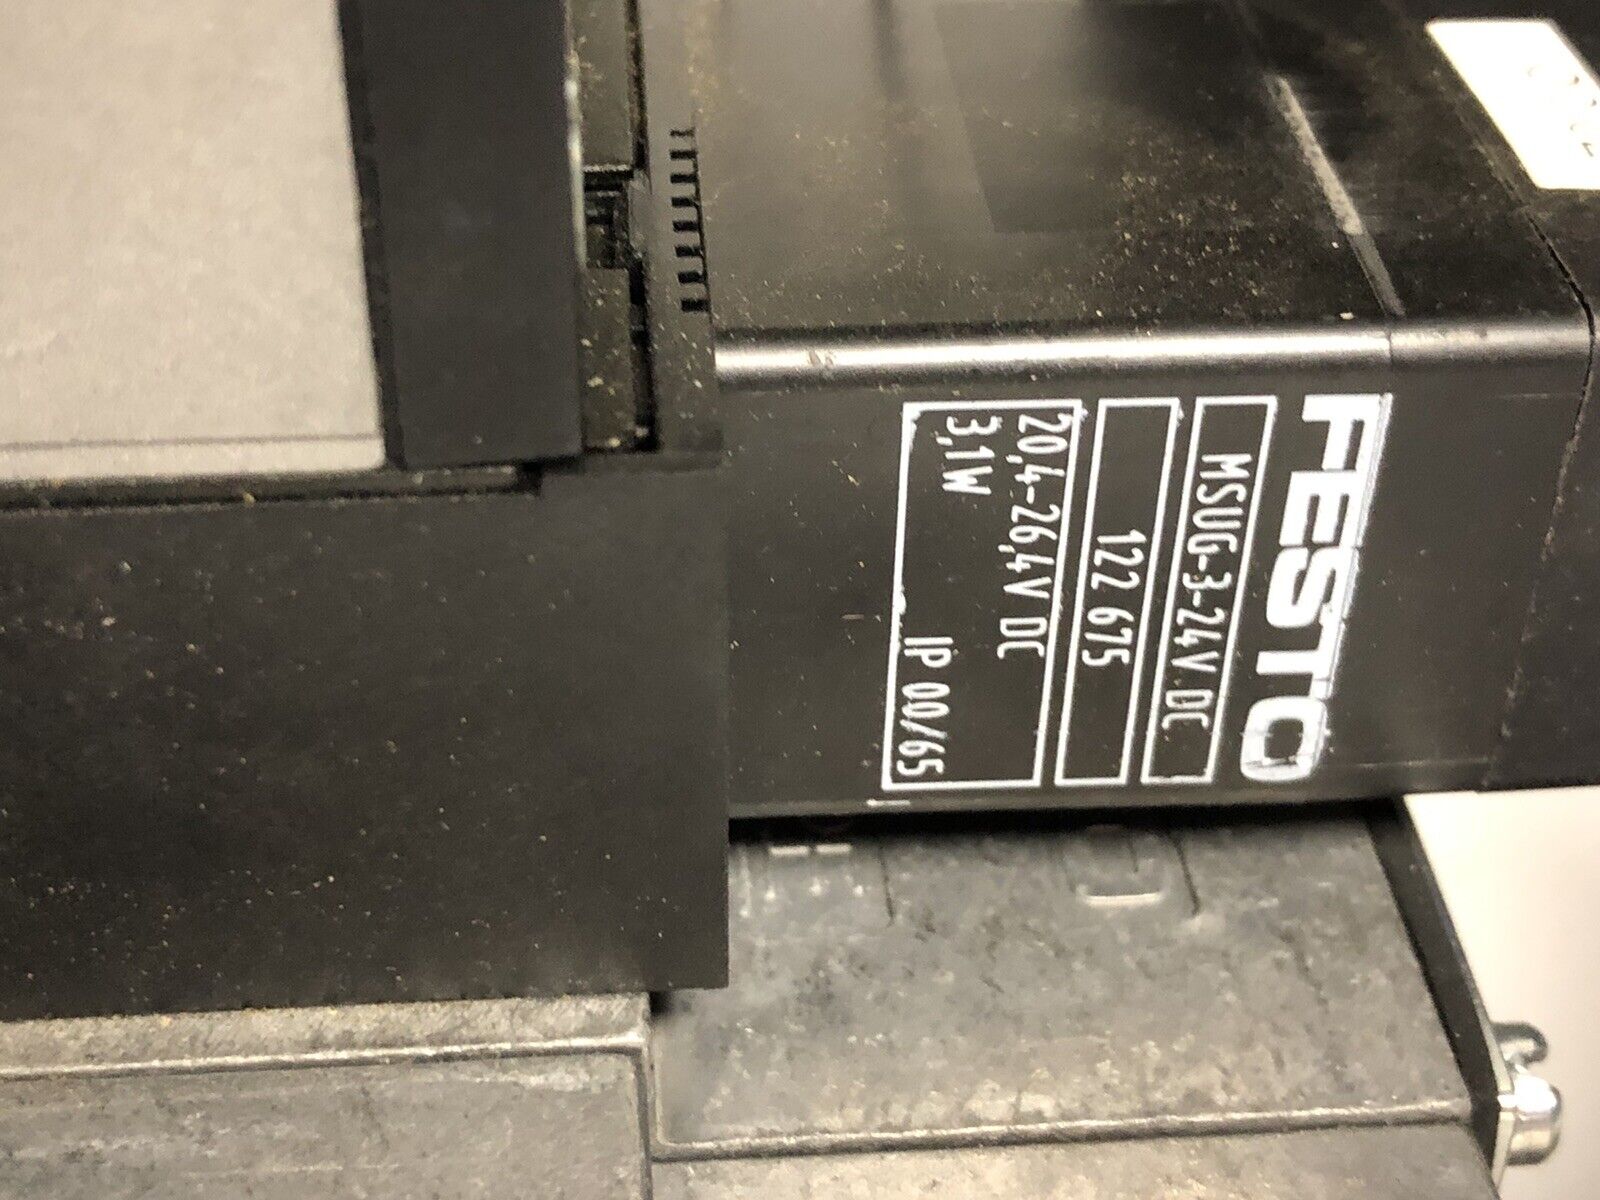 FESTO
MSUG-3-24V DC
122 675
20,4-26,4V DC
3,1W
IP 00/65